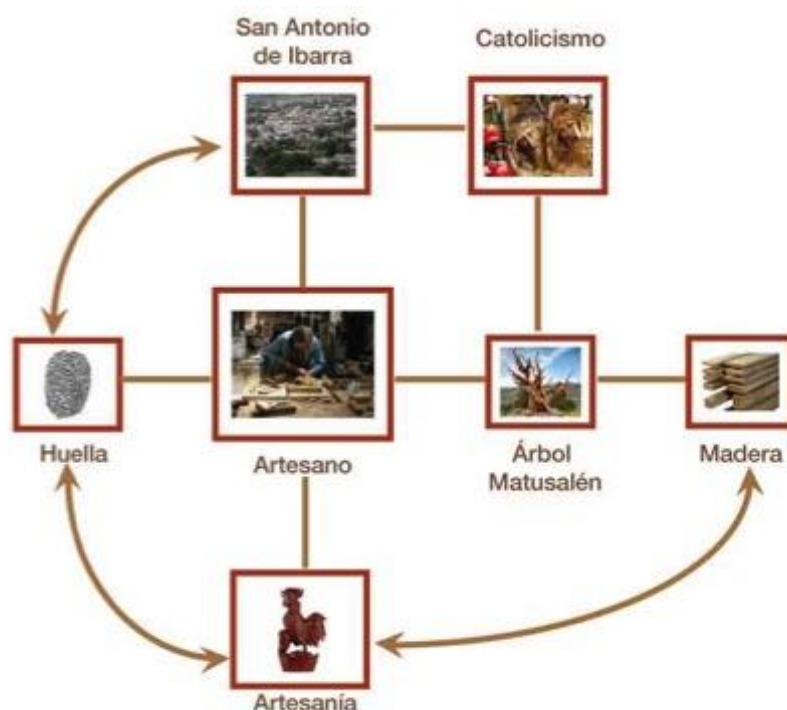 San Antonio
de Ibarra
Catolicismo
Huella
Artesano
Árbol
Matusalén
Madera
Artesanía